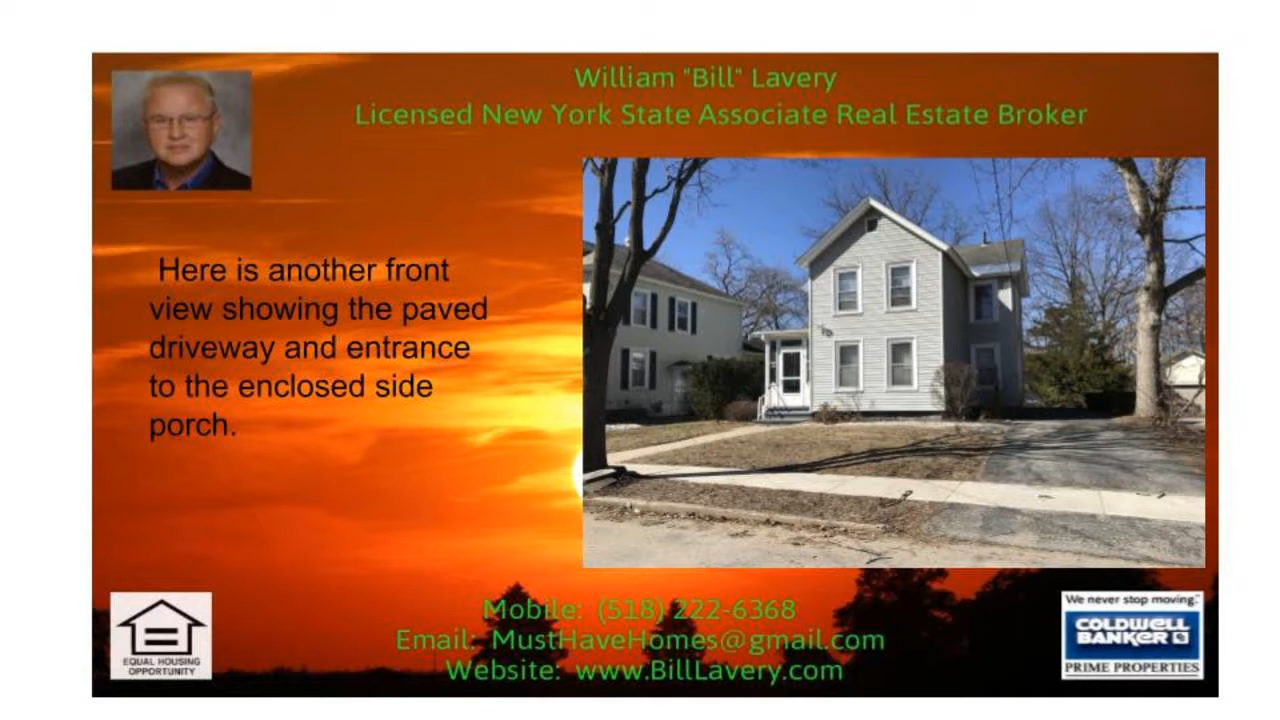 William "Bill" Lavery
Licensed New York State Associate Real Estate Broker
Here is another front
view showing the paved
driveway and entrance
to the enclosed side
porch.
Mobile: (518) 222-6368
Email: MustHaveHomes@gmail.com
Website: www.BillLavery.com
EQUAL HOUSING
OPPORTUNITY
We never stop moving.
COLDWELL
BANKER
PRIME PROPERTIES